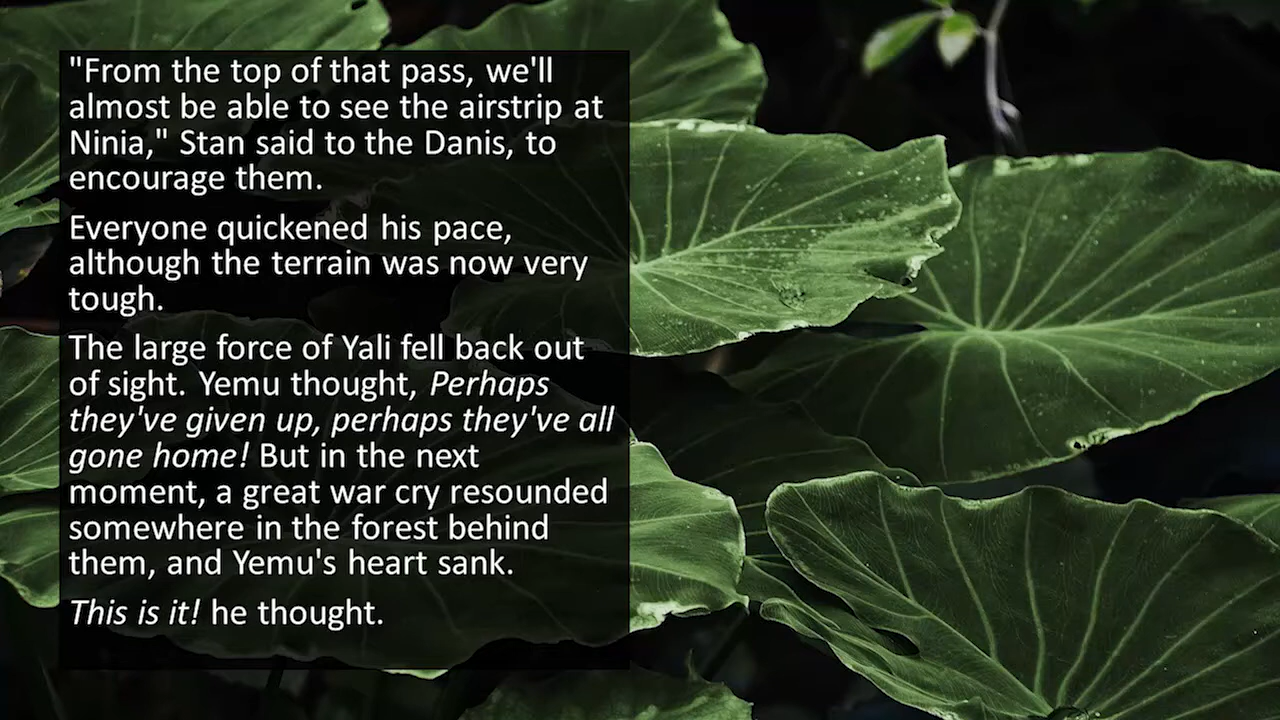 "From the top of that pass, we'll
almost be able to see the airstrip at
Ninia," Stan said to the Danis, to
encourage them.
Everyone quickened his pace,
although the terrain was now very
tough.
The large force of Yali fell back out
of sight. Yemu thought, Perhaps
they've given up, perhaps they've all
gone home! But in the next
moment, a great war cry resounded
somewhere in the forest behind
them, and Yemu's heart sank.
This is it! he thought.